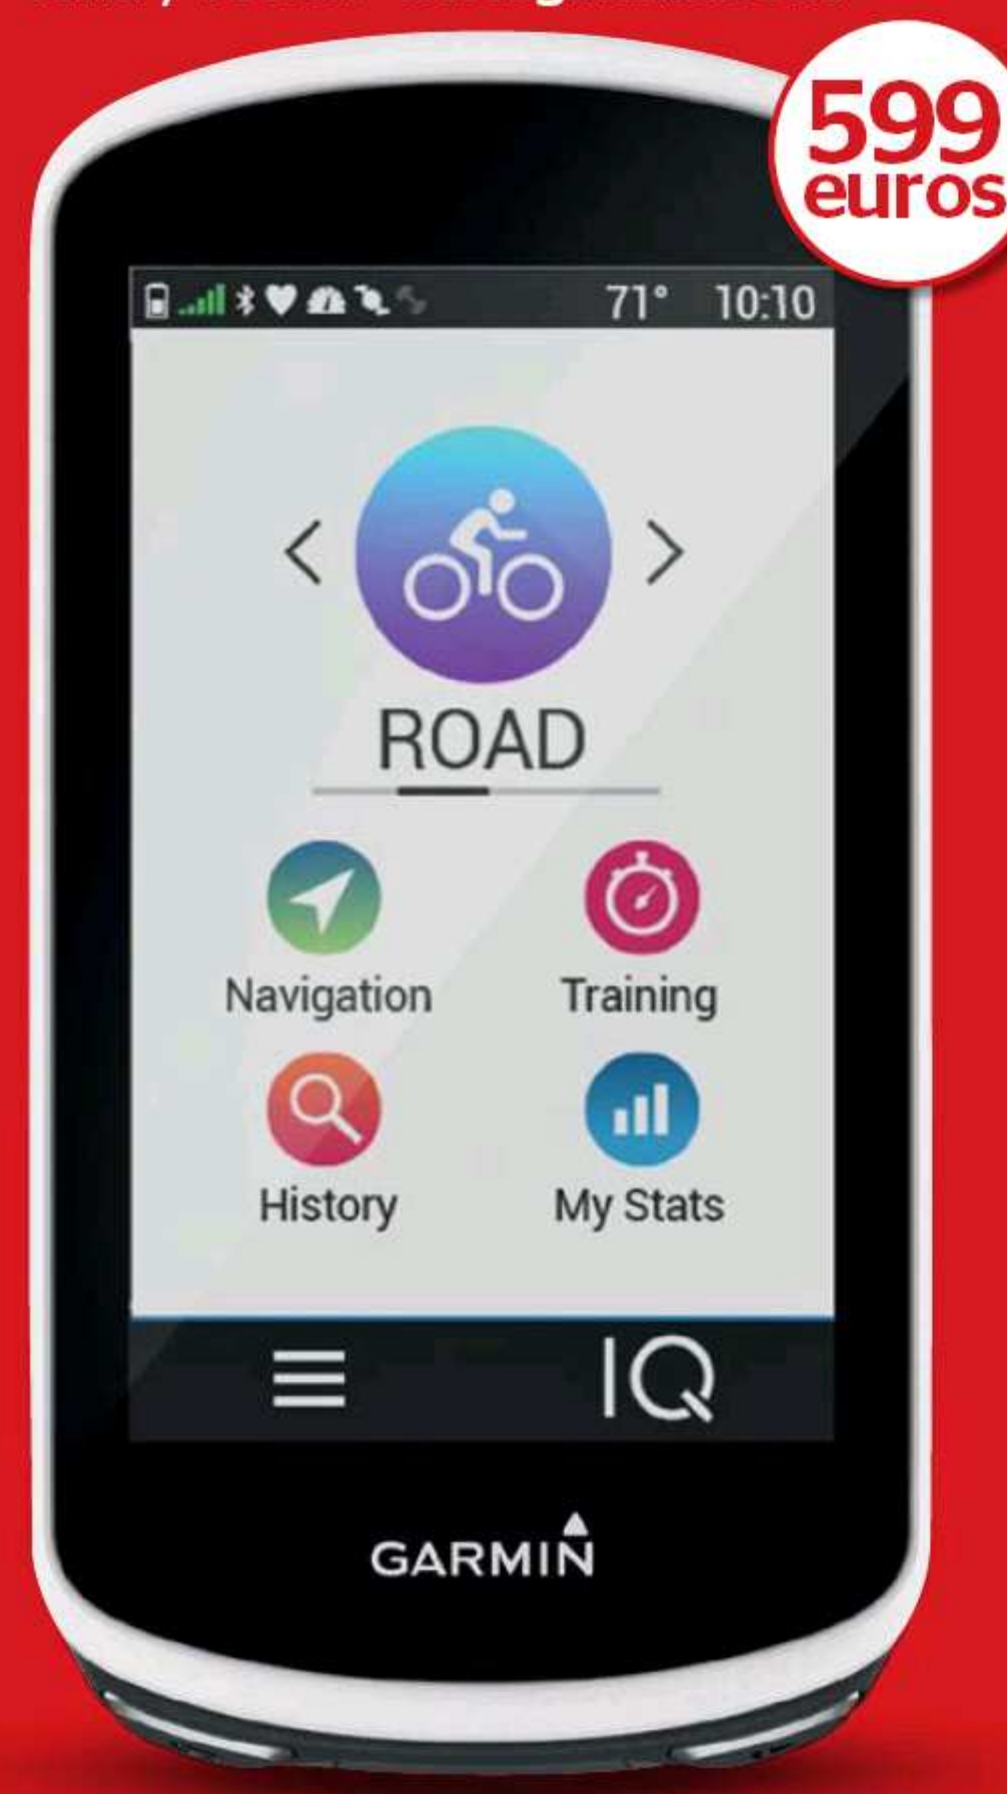 599
euros
71° 10:10
ROAD
Navigation Training
History My Stats
IQ
GARMIN